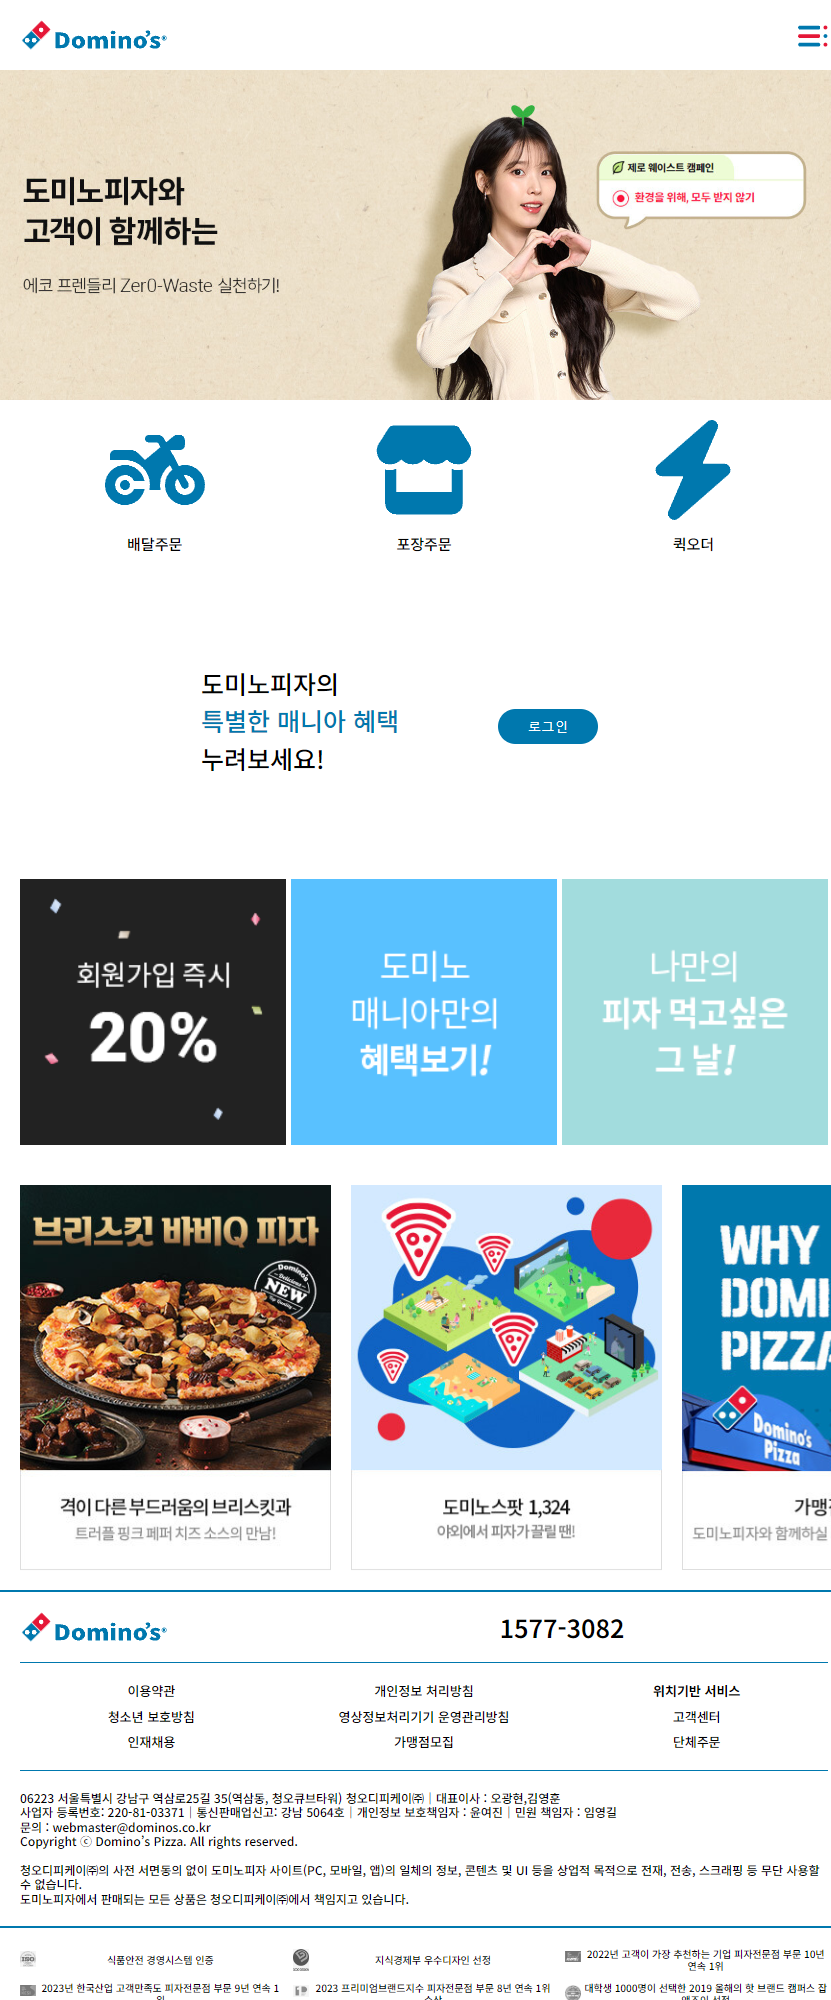 Domino's
도미노피자와
고객이 함께하는
에코 프렌들리 Zer0-Waste 실천하기!
제로 웨이스트 캠페인
환경을 위해, 모두 받지 않기
배달주문
포장주문
퀵오더
도미노피자의
특별한 매니아 혜택
누려보세요!
로그인
회원가입 즉시
20%
도미노
매니아만의
혜택보기!
나만의
피자 먹고싶은
그 날!
브리스킷 바비Q 피자
Domino's
Delicious
NEW
Top Quality
WHY
DOMI
PIZZA
Domino's
Pizza
격이 다른 부드러움의 브리스킷과
트러플 핑크 페퍼 치즈 소스의 만남!
도미노스팟 1,324
야외에서 피자가 끌릴 땐!
가맹
도미노피자와 함께하실
Domino's
1577-3082
이용약관
개인정보 처리방침
위치기반 서비스
청소년 보호방침
영상정보처리기기 운영관리방침
고객센터
인재채용
가맹점모집
단체주문
06223 서울특별시 강남구 역삼로25길 35(역삼동, 청오큐브타워) 청오디피케이㈜ | 대표이사 : 오광현,김영훈
사업자 등록번호: 220-81-03371 | 통신판매업신고: 강남 5064호 | 개인정보 보호책임자 : 윤여진 | 민원 책임자 : 임영길
문의 : webmaster@dominos.co.kr
Copyright ⓒ Domino's Pizza. All rights reserved.
청오디피케이㈜의 사전 서면동의 없이 도미노피자 사이트(PC, 모바일, 앱)의 일체의 정보, 콘텐츠 및 UI 등을 상업적 목적으로 전재, 전송, 스크래핑 등 무단 사용할
수 없습니다.
도미노피자에서 판매되는 모든 상품은 청오디피케이㈜에서 책임지고 있습니다.
ISO
식품안전 경영시스템 인증
지식경제부 우수디자인 선정
2022년 고객이 가장 추천하는 기업 피자전문점 부문 10년
연속 1위
2023년 한국산업 고객만족도 피자전문점 부문 9년 연속 1
위
2023 프리미엄브랜드지수 피자전문점 부문 8년 연속 1위
수상
대학생 1000명이 선택한 2019 올해의 핫 브랜드 캠퍼스 잡
앤조이 선정